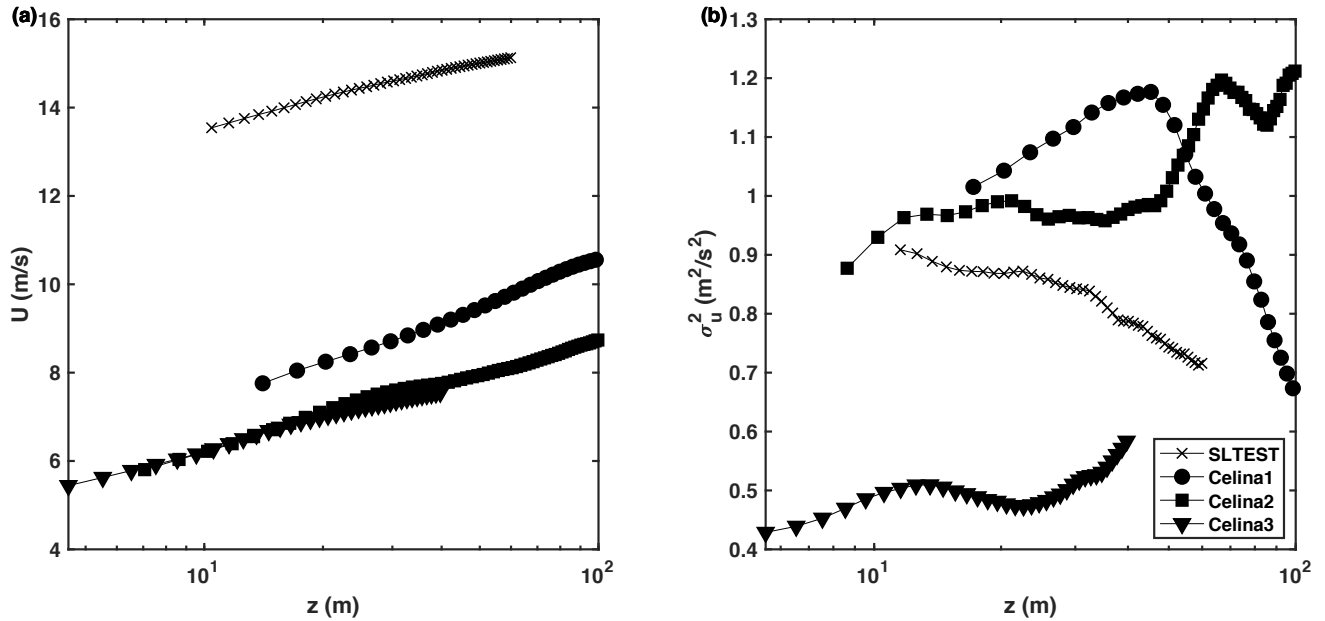 (a)
16
14
12
10
8
6
4
U (m/s)
10^1
10^2
z (m)
(b)
1.3
1.2
1.1
1
0.9
0.8
0.7
0.6
0.5
0.4
σ_u^2 (m^2/s^2)
10^1
10^2
z (m)
SLTEST
Celina1
Celina2
Celina3